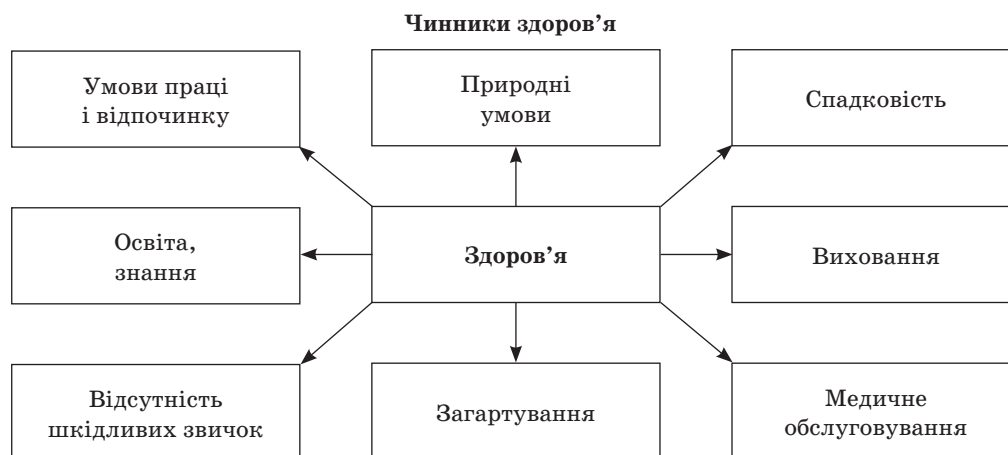 Чинники здоров’я
Умови праці
і відпочинку
Природні
умови
Спадковість
Освіта,
знання
Здоров’я
Виховання
Відсутність
шкідливих звичок
Загартування
Медичне
обслуговування